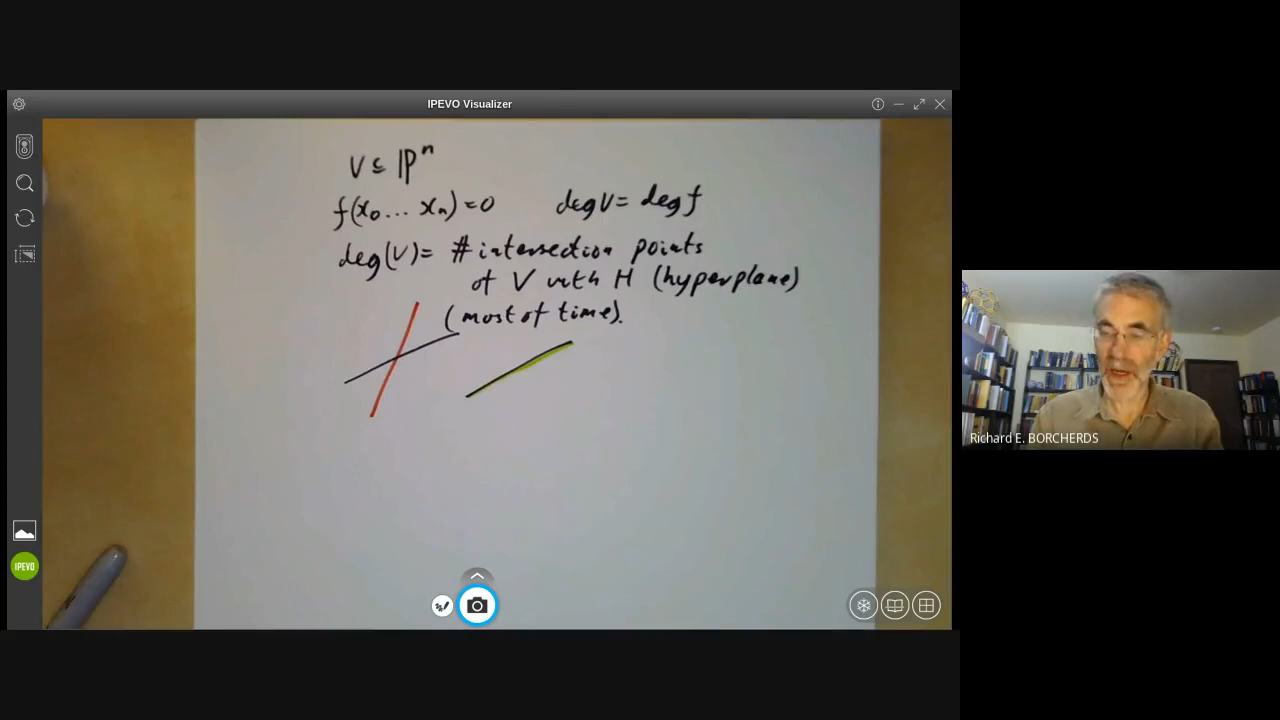 IPEVO Visualizer
V ⊆ ℙⁿ
f(x₀... xₙ)=0 deg V = deg f
deg(V) = # intersection points
of V with H (hyperplane)
(most of time).
Richard E. BORCHERDS
IPEVO